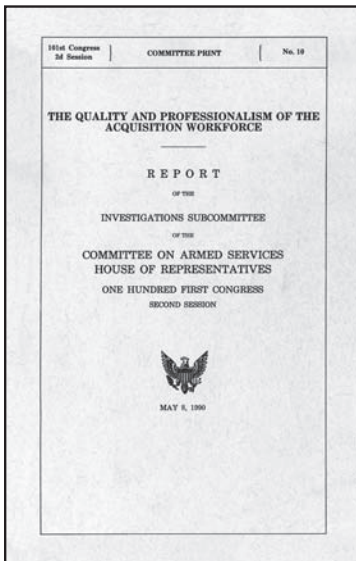 101st Congress
2d Session
COMMITTEE PRINT
No. 10
THE QUALITY AND PROFESSIONALISM OF THE
ACQUISITION WORKFORCE
REPORT
OF THE
INVESTIGATIONS SUBCOMMITTEE
OF THE
COMMITTEE ON ARMED SERVICES
HOUSE OF REPRESENTATIVES
ONE HUNDRED FIRST CONGRESS
SECOND SESSION
MAY 8, 1990